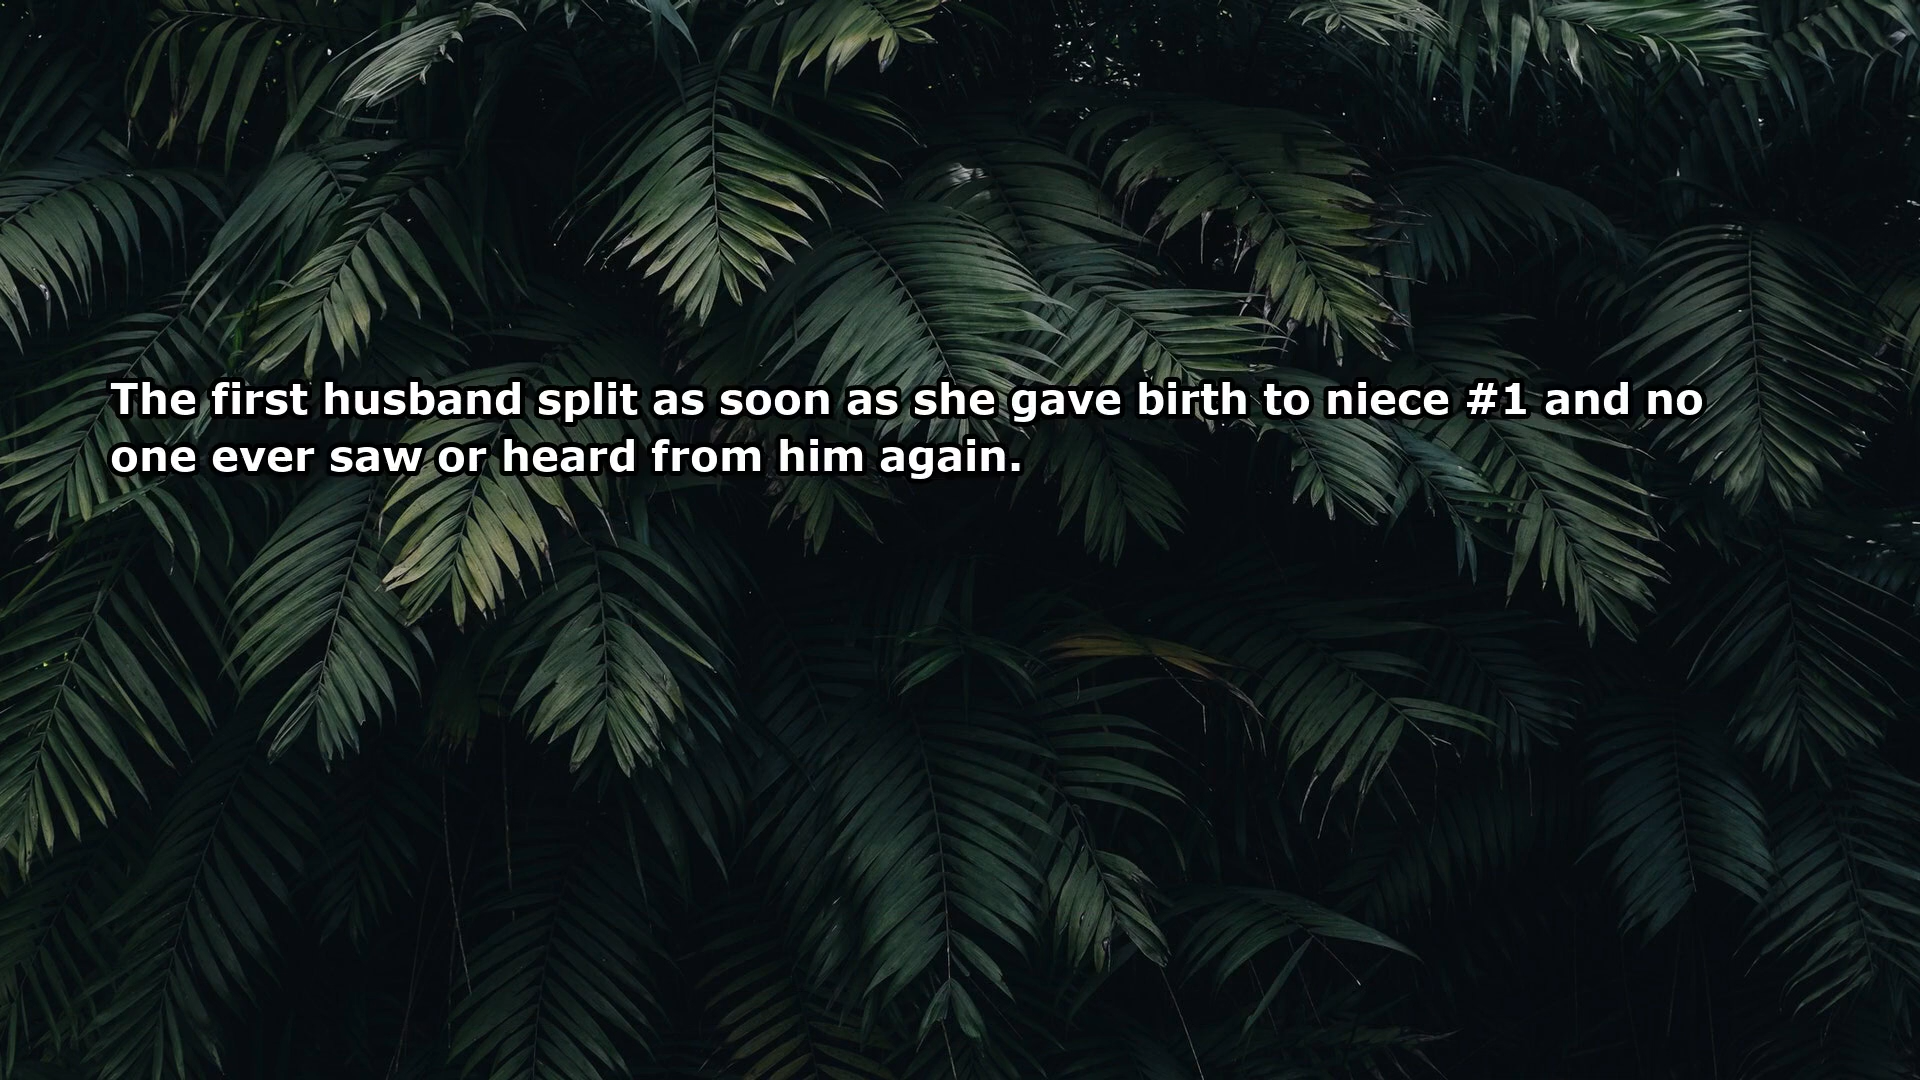 The first husband split as soon as she gave birth to niece #1 and no
one ever saw or heard from him again.